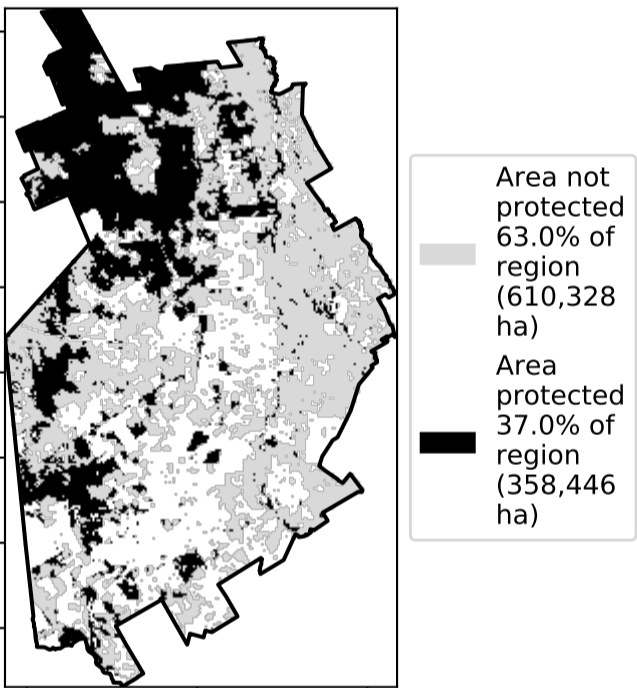 Area not
protected
63.0% of
region
(610,328
ha)
Area
protected
37.0% of
region
(358,446
ha)